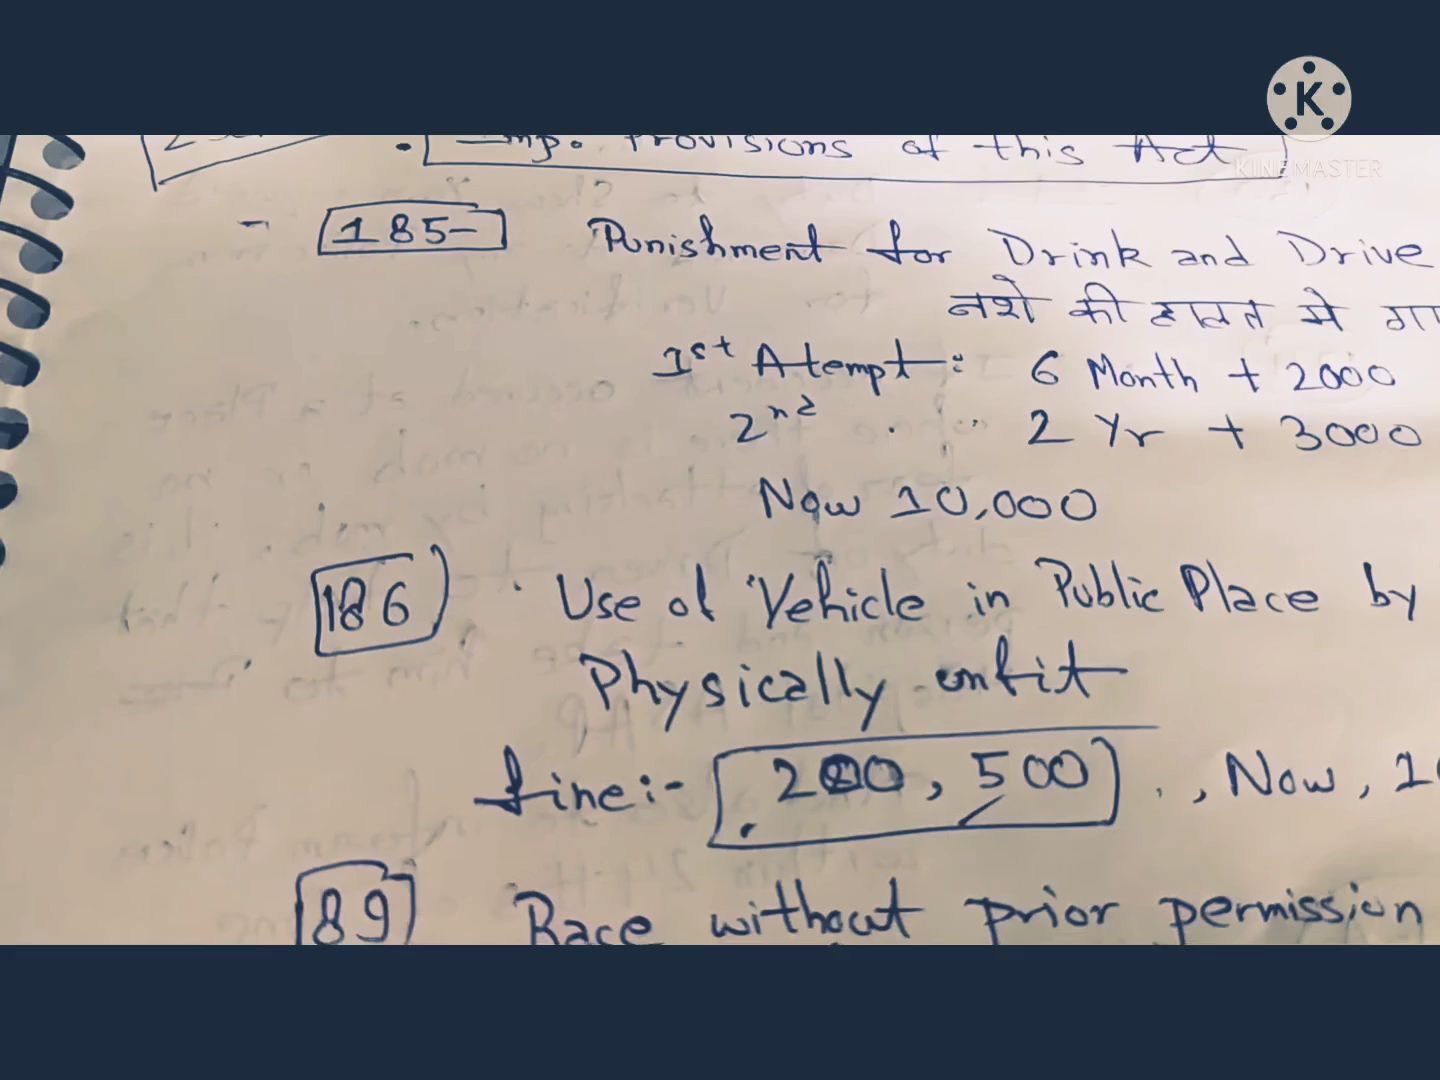 Imp. Provisions of this Act
K
KINEMASTER
- 185- Punishment for Drink and Drive
नशे की हालत मे गा
1st Atempt: 6 Month + 2000
2nd . .. 2 Yr + 3000
Now 10,000
186 Use of Vehicle in Public Place by
Physically unfit
fine:- 200, 500 . , Now, 10
189 Race without prior permission